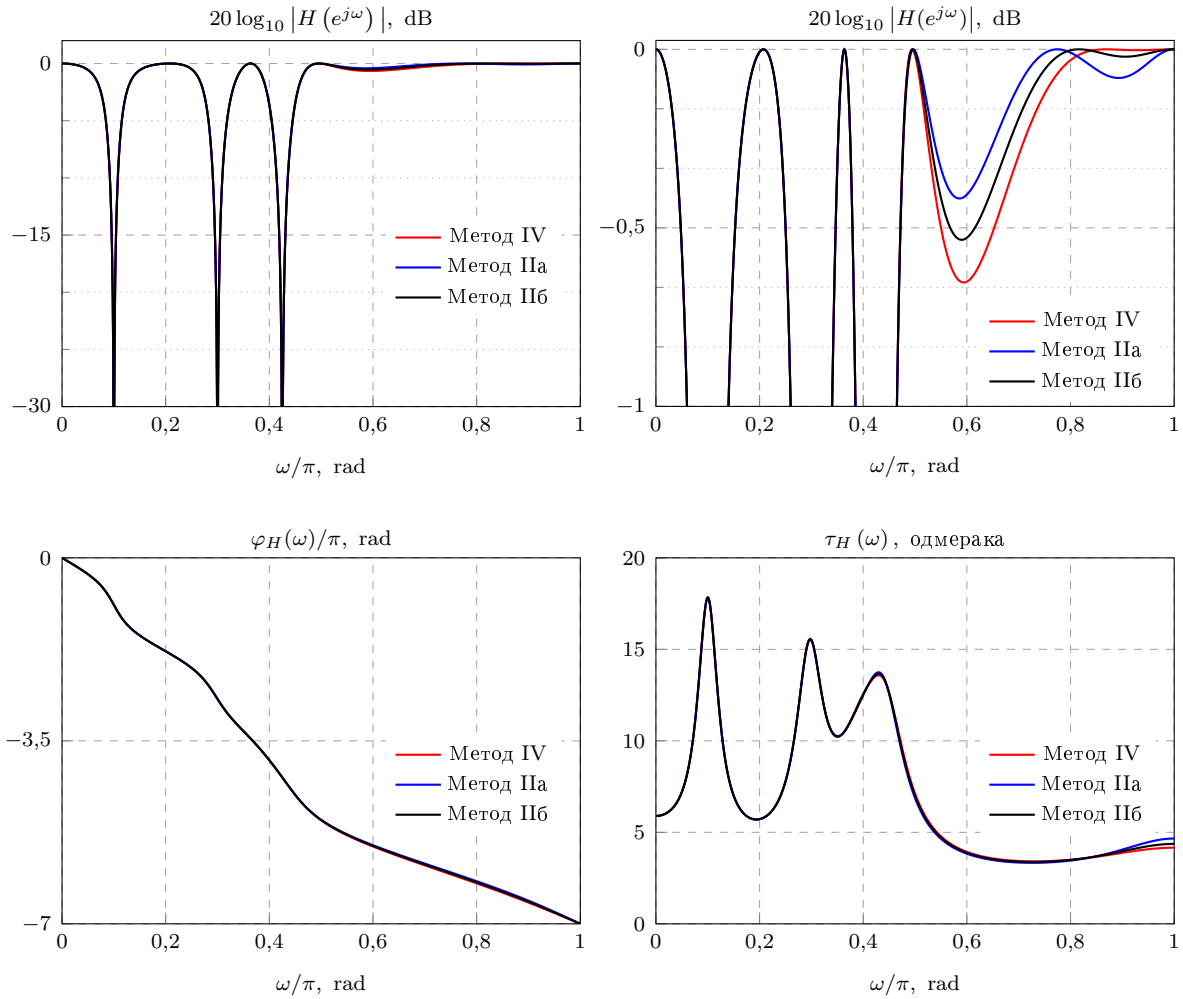 20 log₁₀ |H (e^{jω}) |, dB
0
−15
−30
0 0,2 0,4 0,6 0,8 1
ω/π, rad
Метод IV
Метод IIа
Метод IIб
20 log₁₀ |H(e^{jω})|, dB
0
−0,5
−1
0 0,2 0,4 0,6 0,8 1
ω/π, rad
Метод IV
Метод IIа
Метод IIб
φ_H(ω)/π, rad
0
−3,5
−7
0 0,2 0,4 0,6 0,8 1
ω/π, rad
Метод IV
Метод IIа
Метод IIб
τ_H (ω), одмерака
20
15
10
5
0
0 0,2 0,4 0,6 0,8 1
ω/π, rad
Метод IV
Метод IIа
Метод IIб